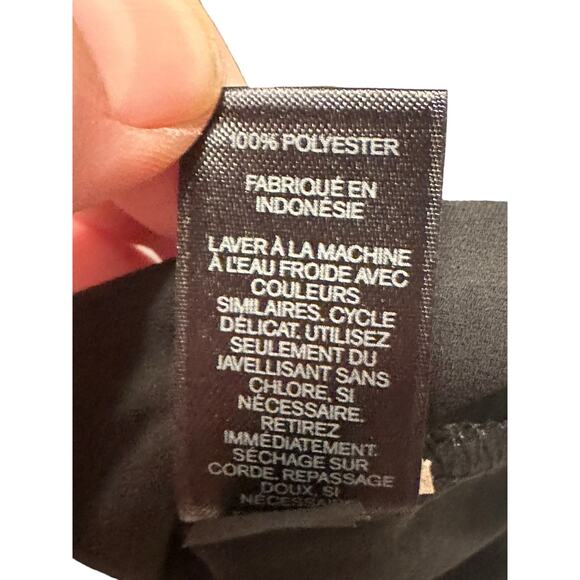 100% POLYESTER
FABRIQUÉ EN
INDONÉSIE
LAVER À LA MACHINE
À L'EAU FROIDE AVEC
COULEURS
SIMILAIRES. CYCLE
DÉLICAT. UTILISEZ
SEULEMENT DU
JAVELLISANT SANS
CHLORE, SI
NÉCESSAIRE.
RETIREZ
IMMÉDIATEMENT.
SÉCHAGE SUR
CORDE. REPASSAGE
DOUX, SI
NÉCESSAIRE